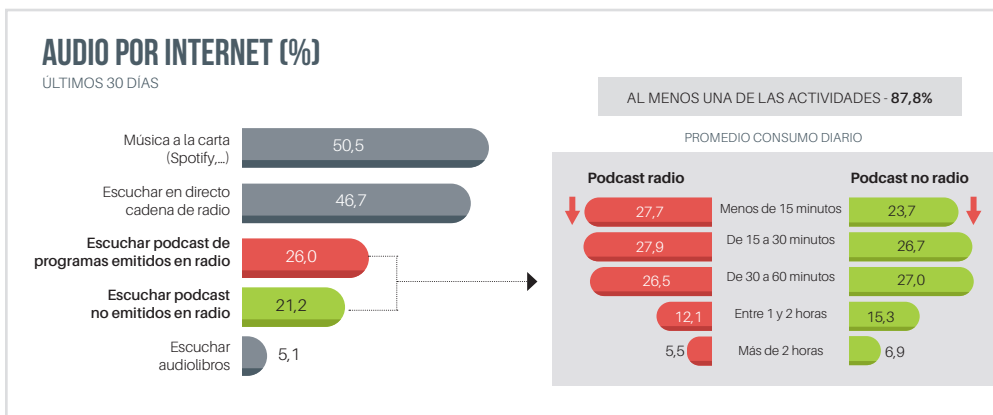 AUDIO POR INTERNET (%)
ÚLTIMOS 30 DÍAS
Música a la carta
(Spotify,...)
50,5
Escuchar en directo
cadena de radio
46,7
Escuchar podcast de
programas emitidos en radio
26,0
Escuchar podcast
no emitidos en radio
21,2
Escuchar
audiolibros
5,1
AL MENOS UNA DE LAS ACTIVIDADES - 87,8%
PROMEDIO CONSUMO DIARIO
Podcast radio Podcast no radio
27,7 Menos de 15 minutos 23,7
27,9 De 15 a 30 minutos 26,7
26,5 De 30 a 60 minutos 27,0
12,1 Entre 1 y 2 horas 15,3
5,5 Más de 2 horas 6,9